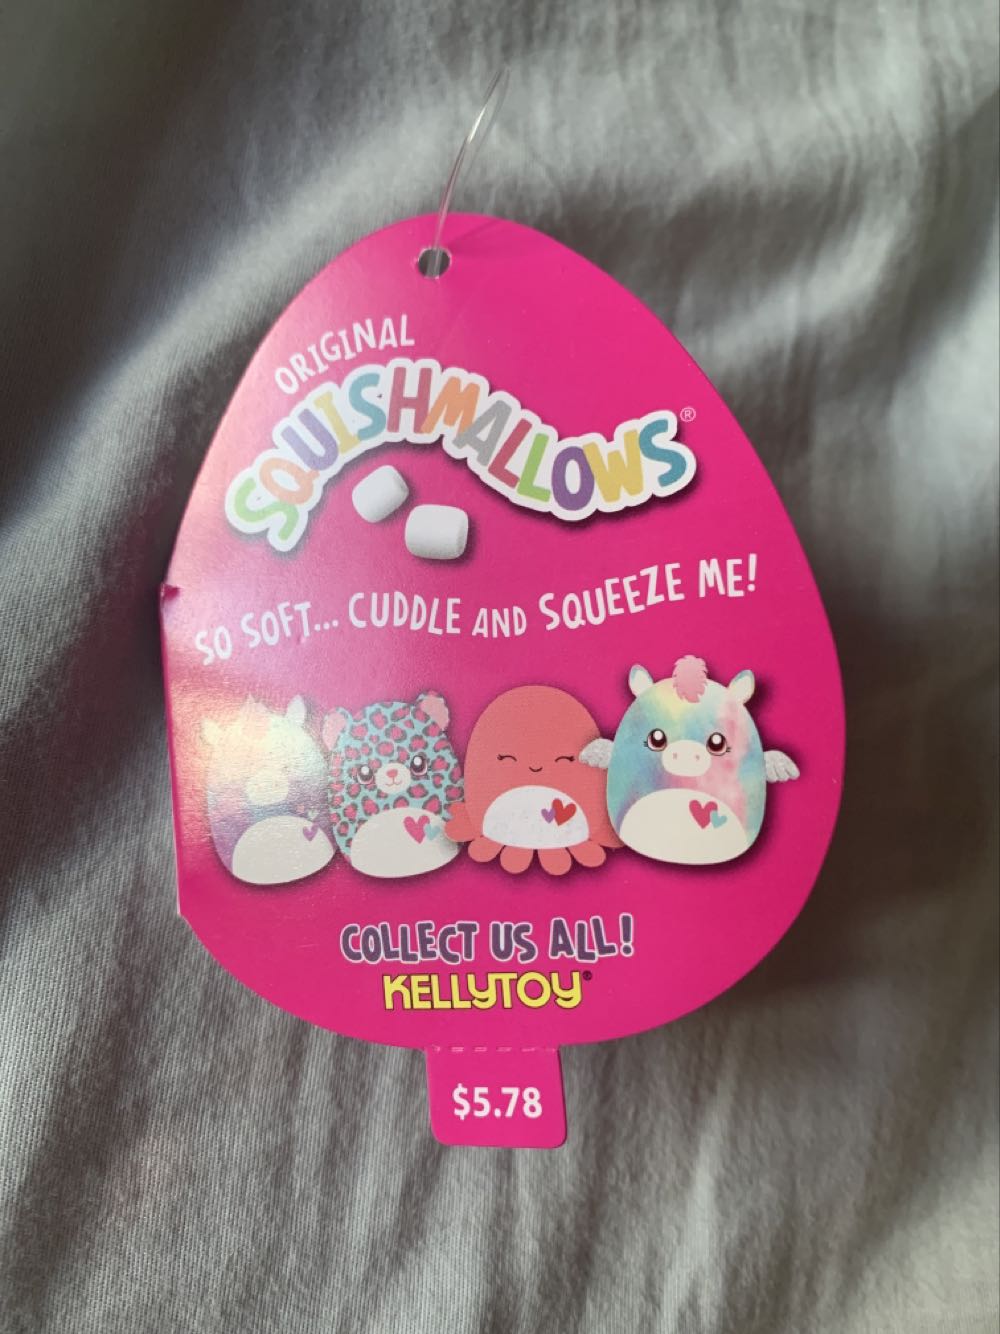 ORIGINAL
SQUISHMALLOWS®
SO SOFT... CUDDLE AND SQUEEZE ME!
COLLECT US ALL!
KELLYTOY®
$5.78